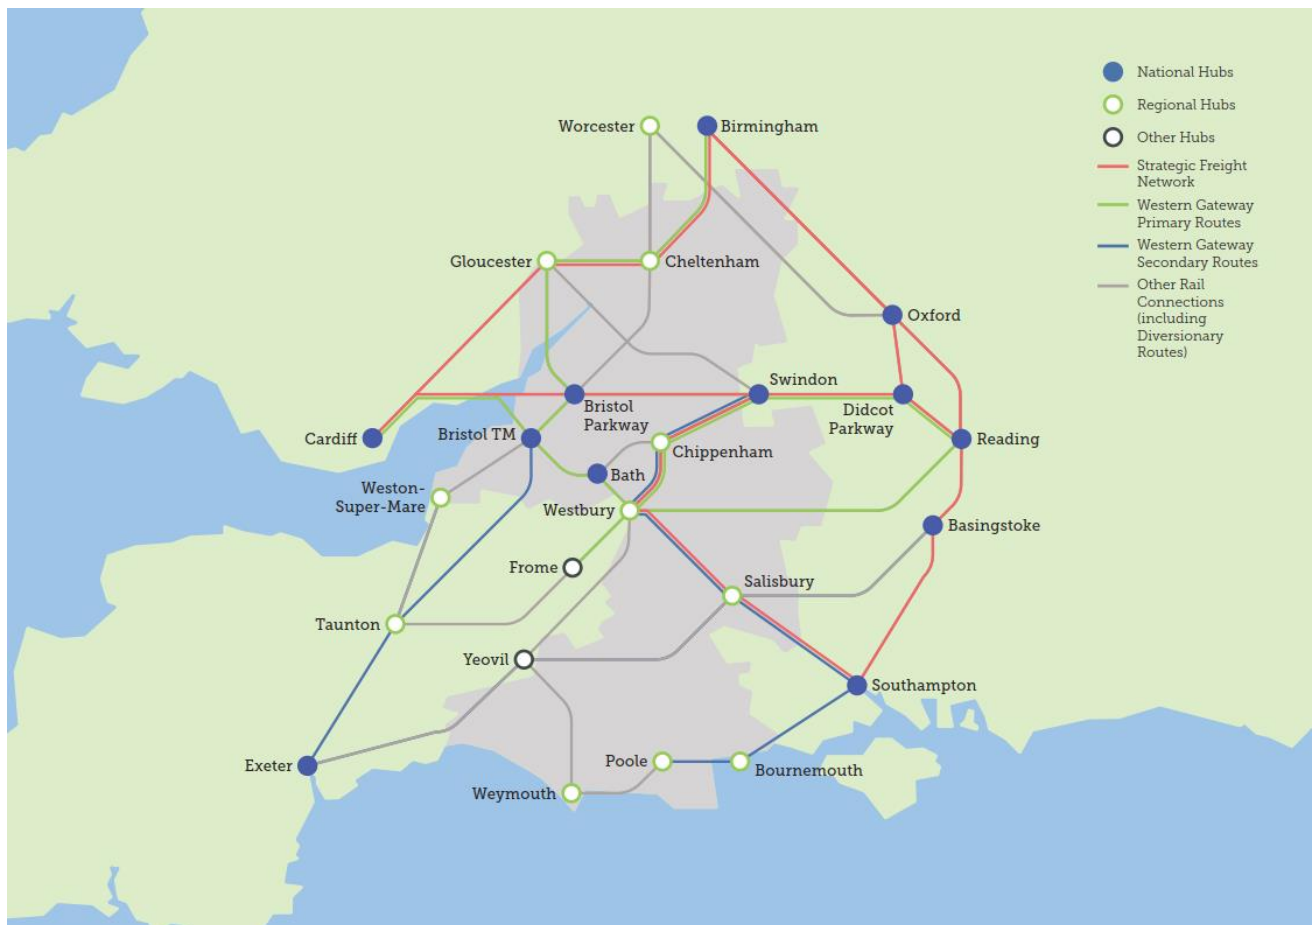 National Hubs
Regional Hubs
Other Hubs
Strategic Freight
Network
Western Gateway
Primary Routes
Western Gateway
Secondary Routes
Other Rail
Connections
(including
Diversionary
Routes)
Worcester
Birmingham
Gloucester
Cheltenham
Oxford
Swindon
Bristol
Parkway
Didcot
Parkway
Cardiff
Bristol TM
Chippenham
Reading
Bath
Weston-
Super-Mare
Westbury
Basingstoke
Frome
Salisbury
Taunton
Yeovil
Southampton
Exeter
Poole
Bournemouth
Weymouth